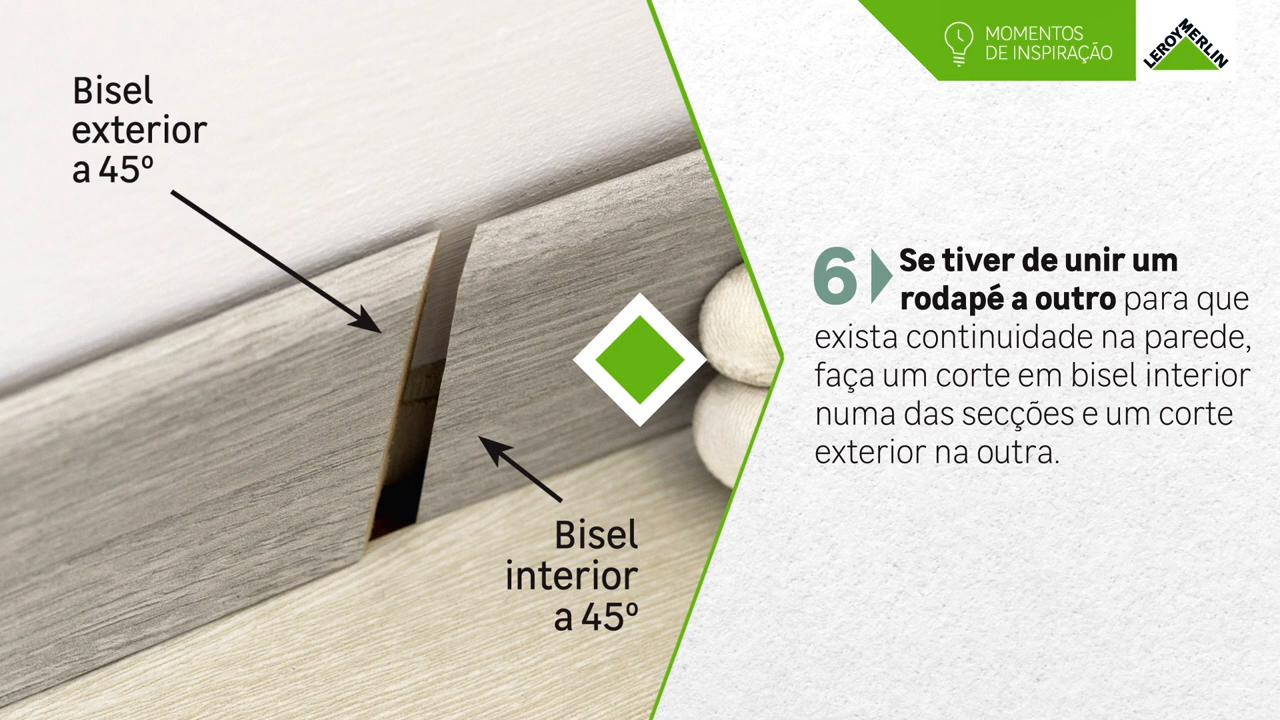 Bisel
exterior
a 45º
Bisel
interior
a 45º
MOMENTOS
DE INSPIRAÇÃO
LEROY MERLIN
6 Se tiver de unir um
rodapé a outro para que
exista continuidade na parede,
faça um corte em bisel interior
numa das secções e um corte
exterior na outra.